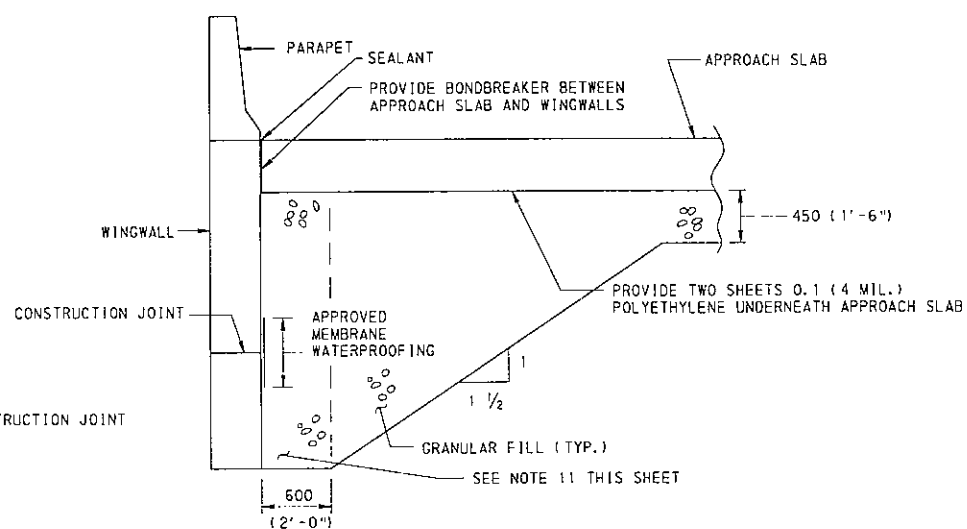 PARAPET
SEALANT
APPROACH SLAB
PROVIDE BONDBREAKER BETWEEN
APPROACH SLAB AND WINGWALLS
WINGWALL
450 (1'-6")
PROVIDE TWO SHEETS 0.1 (4 MIL.)
POLYETHYLENE UNDERNEATH APPROACH SLAB
CONSTRUCTION JOINT
APPROVED
MEMBRANE
WATERPROOFING
1
1 1/2
TRUCTION JOINT
GRANULAR FILL (TYP.)
SEE NOTE 11 THIS SHEET
600
(2'-0")